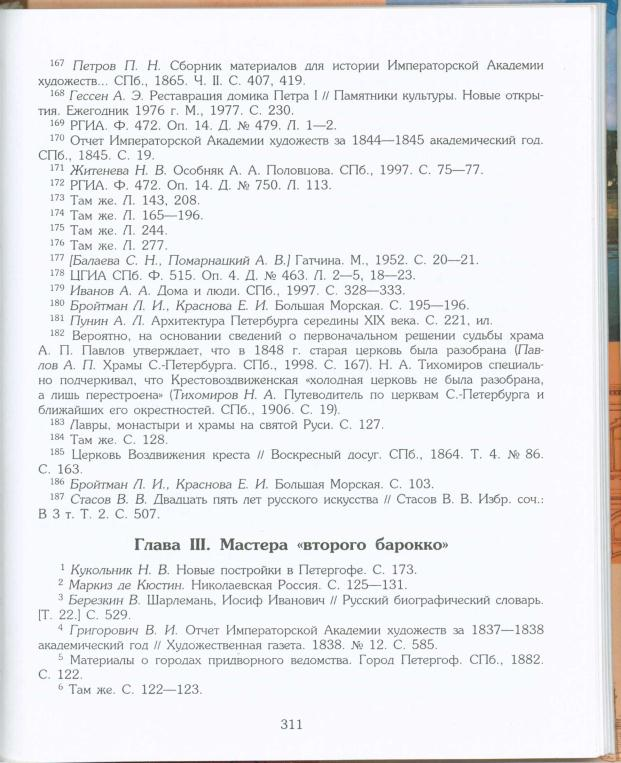 167 Петров П. Н. Сборник материалов для истории Императорской Академии
художеств... СПб., 1865. Ч. II. С. 407, 419.
168 Гессен А. Э. Реставрация домика Петра I // Памятники культуры. Новые откры-
тия. Ежегодник 1976 г. М., 1977. С. 230.
169 РГИА. Ф. 472. Оп. 14. Д. № 479. Л. 1—2.
170 Отчет Императорской Академии художеств за 1844—1845 академический год.
СПб., 1845. С. 19.
171 Житенева Н. В. Особняк А. А. Половцова. СПб., 1997. С. 75—77.
172 РГИА. Ф. 472. Оп. 14. Д. № 750. Л. 113.
173 Там же. Л. 143, 208.
174 Там же. Л. 165—196.
175 Там же. Л. 244.
176 Там же. Л. 277.
177 [Балаева С. Н., Помарнацкий А. В.] Гатчина. М., 1952. С. 20—21.
178 ЦГИА СПб. Ф. 515. Оп. 4. Д. № 463. Л. 2—5, 18—23.
179 Иванов А. А. Дома и люди. СПб., 1997. С. 328—333.
180 Бройтман Л. И., Краснова Е. И. Большая Морская. С. 195—196.
181 Пунин А. Л. Архитектура Петербурга середины XIX века. С. 221, ил.
182 Вероятно, на основании сведений о первоначальном решении судьбы храма
А. П. Павлов утверждает, что в 1848 г. старая церковь была разобрана (Пав-
лов А. П. Храмы С.-Петербурга. СПб., 1998. С. 167). Н. А. Тихомиров специаль-
но подчеркивал, что Крестовоздвиженская «холодная церковь не была разобрана,
а лишь перестроена» (Тихомиров Н. А. Путеводитель по церквам С.-Петербурга и
ближайших его окрестностей. СПб., 1906. С. 19).
183 Лавры, монастыри и храмы на святой Руси. С. 127.
184 Там же. С. 128.
185 Церковь Воздвижения креста // Воскресный досуг. СПб., 1864. Т. 4. № 86.
С. 163.
186 Бройтман Л. И., Краснова Е. И. Большая Морская. С. 103.
187 Стасов В. В. Двадцать пять лет русского искусства // Стасов В. В. Избр. соч.:
В 3 т. Т. 2. С. 507.
Глава III. Мастера «второго барокко»
1 Кукольник Н. В. Новые постройки в Петергофе. С. 173.
2 Маркиз де Кюстин. Николаевская Россия. С. 125—131.
3 Березкин В. Шарлемань, Иосиф Иванович // Русский биографический словарь.
[Т. 22.] С. 529.
4 Григорович В. И. Отчет Императорской Академии художеств за 1837—1838
академический год // Художественная газета. 1838. № 12. С. 585.
5 Материалы о городах придворного ведомства. Город Петергоф. СПб., 1882.
С. 122.
6 Там же. С. 122—123.
311